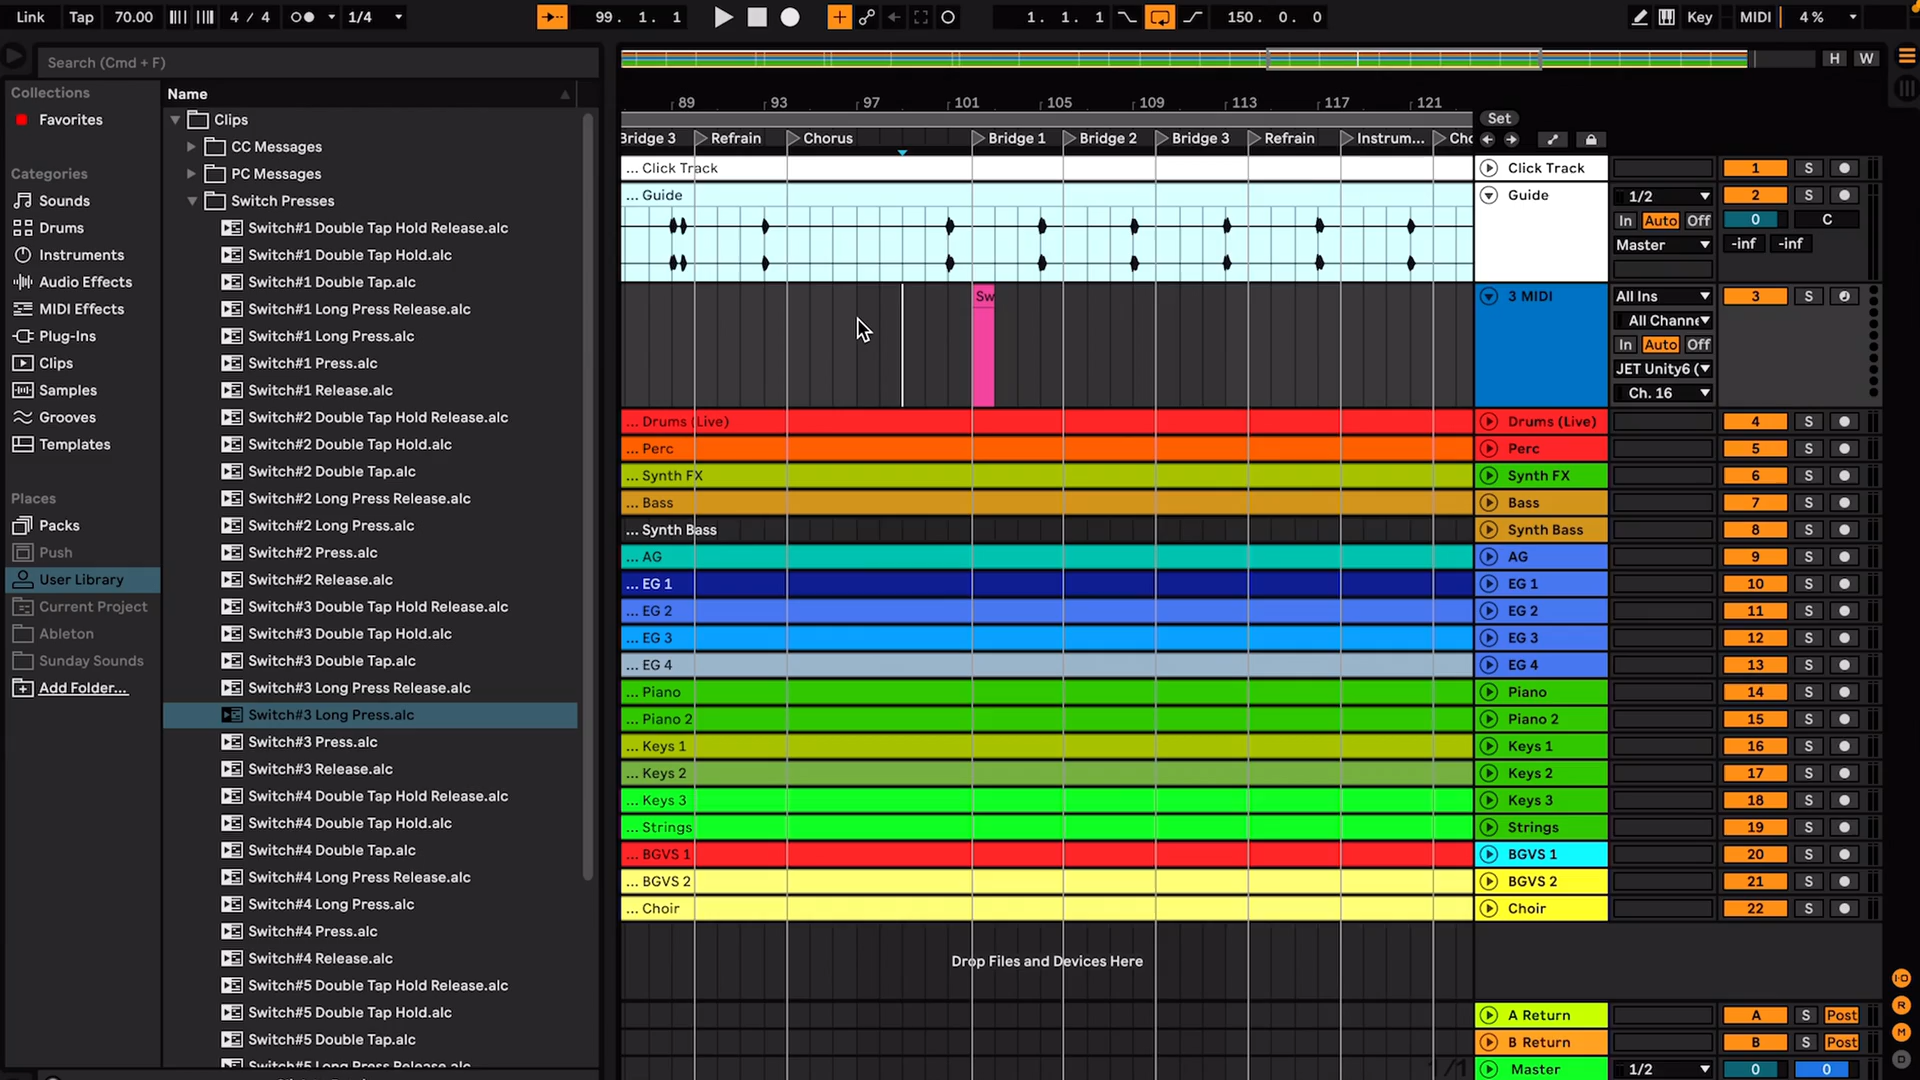 Link Tap 70.00 4 / 4 1/4 99. 1. 1 1. 1. 1 150. 0. 0 Key MIDI 4 %
Search (Cmd + F)
H W
Collections
Favorites
Categories
Sounds
Drums
Instruments
Audio Effects
MIDI Effects
Plug-Ins
Clips
Samples
Grooves
Templates
Places
Packs
Push
User Library
Current Project
Ableton
Sunday Sounds
Add Folder...
Name
Clips
CC Messages
PC Messages
Switch Presses
Switch#1 Double Tap Hold Release.alc
Switch#1 Double Tap Hold.alc
Switch#1 Double Tap.alc
Switch#1 Long Press Release.alc
Switch#1 Long Press.alc
Switch#1 Press.alc
Switch#1 Release.alc
Switch#2 Double Tap Hold Release.alc
Switch#2 Double Tap Hold.alc
Switch#2 Double Tap.alc
Switch#2 Long Press Release.alc
Switch#2 Long Press.alc
Switch#2 Press.alc
Switch#2 Release.alc
Switch#3 Double Tap Hold Release.alc
Switch#3 Double Tap Hold.alc
Switch#3 Double Tap.alc
Switch#3 Long Press Release.alc
Switch#3 Long Press.alc
Switch#3 Press.alc
Switch#3 Release.alc
Switch#4 Double Tap Hold Release.alc
Switch#4 Double Tap Hold.alc
Switch#4 Double Tap.alc
Switch#4 Long Press Release.alc
Switch#4 Long Press.alc
Switch#4 Press.alc
Switch#4 Release.alc
Switch#5 Double Tap Hold Release.alc
Switch#5 Double Tap Hold.alc
Switch#5 Double Tap.alc
Switch#5 Long Press Release.alc
89 93 97 101 105 109 113 117 121
Set
Bridge 3 Refrain Chorus Bridge 1 Bridge 2 Bridge 3 Refrain Instrum... Cho
... Click Track Click Track 1 S
... Guide Guide 1/2 2 S
In Auto Off 0 C
Master -inf -inf
Sw 3 MIDI All Ins 3 S
All Channe
In Auto Off
JET Unity6 (
Ch. 16
... Drums (Live) Drums (Live) 4 S
... Perc Perc 5 S
... Synth FX Synth FX 6 S
... Bass Bass 7 S
... Synth Bass Synth Bass 8 S
... AG AG 9 S
... EG 1 EG 1 10 S
... EG 2 EG 2 11 S
... EG 3 EG 3 12 S
... EG 4 EG 4 13 S
... Piano Piano 14 S
... Piano 2 Piano 2 15 S
... Keys 1 Keys 1 16 S
... Keys 2 Keys 2 17 S
... Keys 3 Keys 3 18 S
... Strings Strings 19 S
... BGVS 1 BGVS 1 20 S
... BGVS 2 BGVS 2 21 S
... Choir Choir 22 S
Drop Files and Devices Here
A Return A S Post
B Return B S Post
1/1 Master 1/2 0 0
I·O
R
M
D